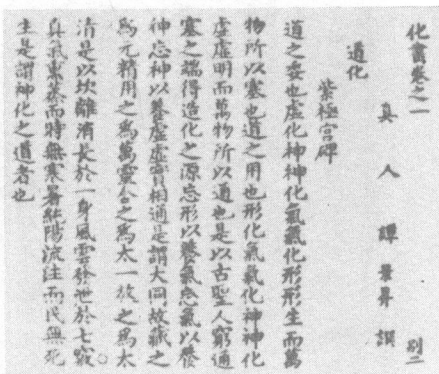 化書卷之一 別二
真人譚景昇 譔
道化
紫極宮碑
道之委也虛化神神化氣氣化形形生而萬
物所以塞也道之用也形化氣氣化神神化
虛虛明而萬物所以通也是以古聖人窮通
塞之端得造化之源忘形以養氣忘氣以養
神忘神以養虛虛實相通是謂大同故藏之
為元精用之為萬靈含之為太一放之為太
清是以坎離消長於一身風雲發泄於七竅
真氣熏蒸而時無寒暑純陽流注而民無死
生是謂神化之道者也